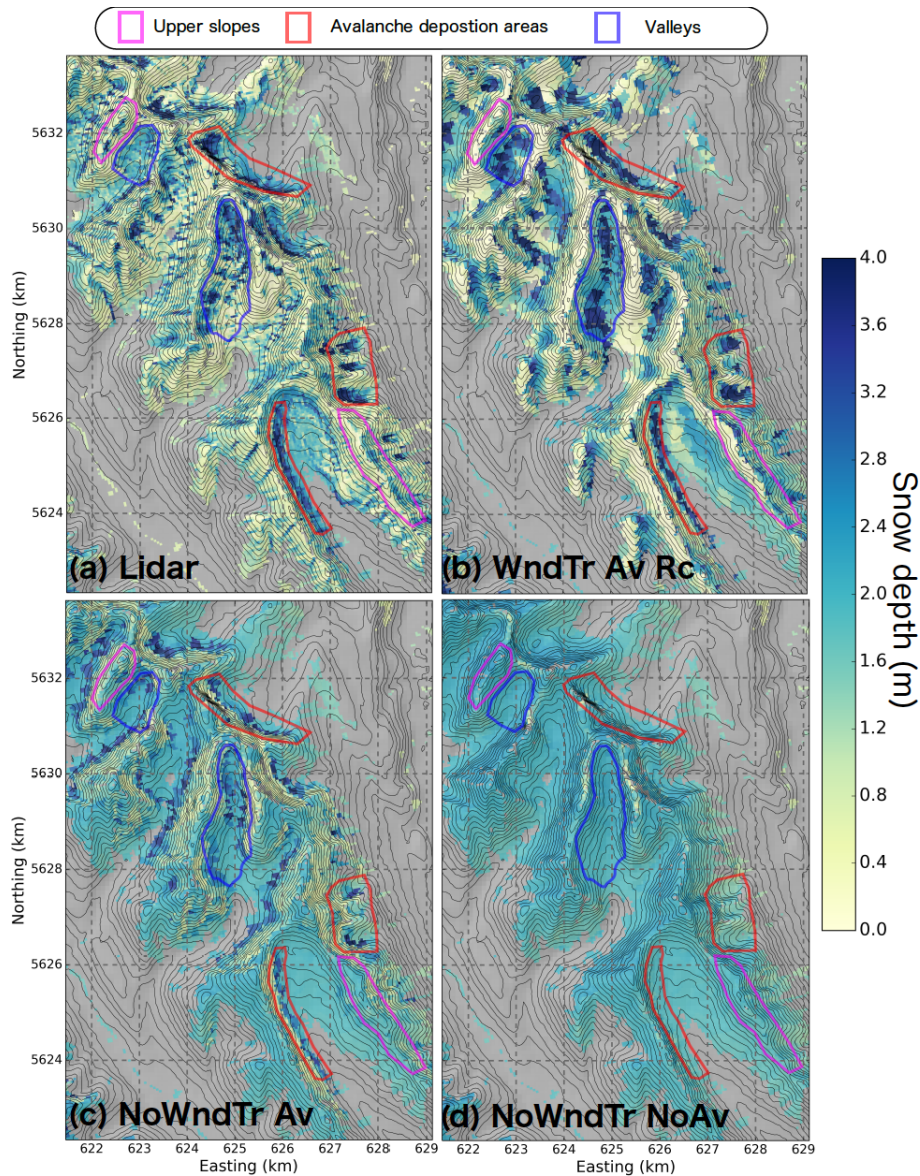 Upper slopes Avalanche depostion areas Valleys
5632
5630
5628
5626
5624
Northing (km)
(a) Lidar
(b) WndTr Av Rc
4.0
3.6
3.2
2.8
2.4
2.0
1.6
1.2
0.8
0.4
0.0
Snow depth (m)
5632
5630
5628
5626
5624
Northing (km)
(c) NoWndTr Av
(d) NoWndTr NoAv
622 623 624 625 626 627 628 629
622 623 624 625 626 627 628 629
Easting (km)
Easting (km)